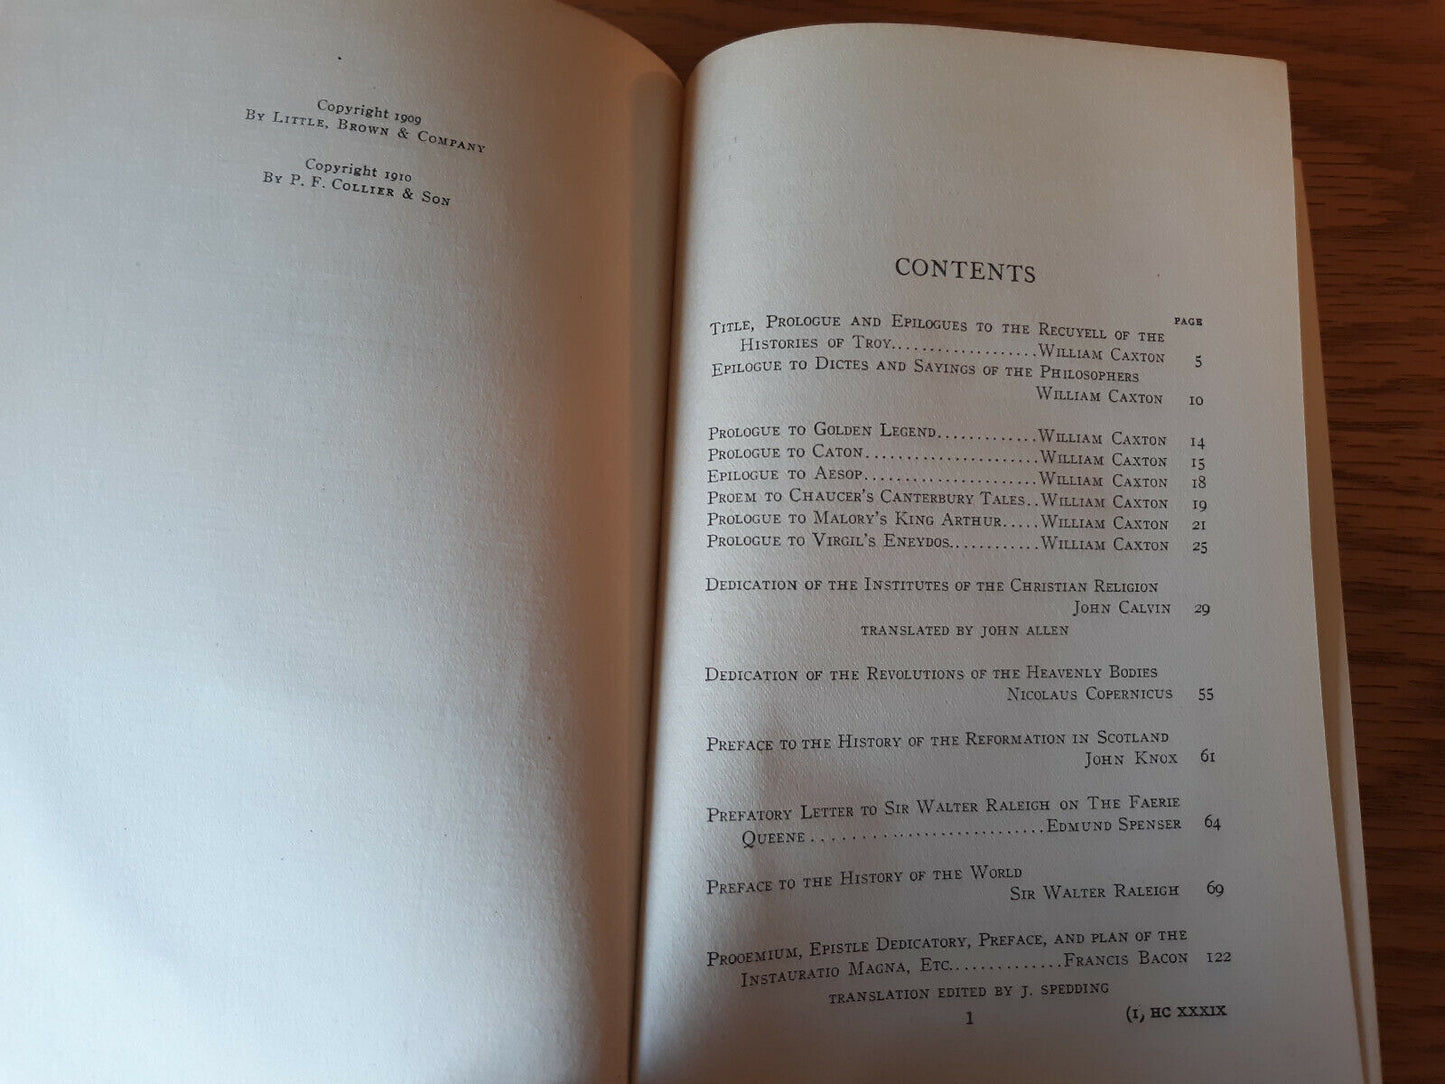 Copyright 1909
By Little, Brown & Company
Copyright 1910
By P. F. Collier & Son
CONTENTS
PAGE
Title, Prologue and Epilogues to the Recuyell of the
Histories of Troy...................William Caxton 5
Epilogue to Dictes and Sayings of the Philosophers
William Caxton 10
Prologue to Golden Legend.............William Caxton 14
Prologue to Caton.....................William Caxton 15
Epilogue to Aesop.....................William Caxton 18
Proem to Chaucer's Canterbury Tales..William Caxton 19
Prologue to Malory's King Arthur.....William Caxton 21
Prologue to Virgil's Eneydos............William Caxton 25
Dedication of the Institutes of the Christian Religion
John Calvin 29
translated by john allen
Dedication of the Revolutions of the Heavenly Bodies
Nicolaus Copernicus 55
Preface to the History of the Reformation in Scotland
John Knox 61
Prefatory Letter to Sir Walter Raleigh on The Faerie
Queene...........................Edmund Spenser 64
Preface to the History of the World
Sir Walter Raleigh 69
Prooemium, Epistle Dedicatory, Preface, and plan of the
Instauratio Magna, Etc..............Francis Bacon 122
translation edited by j. spedding
1 (1, HC XXXIX